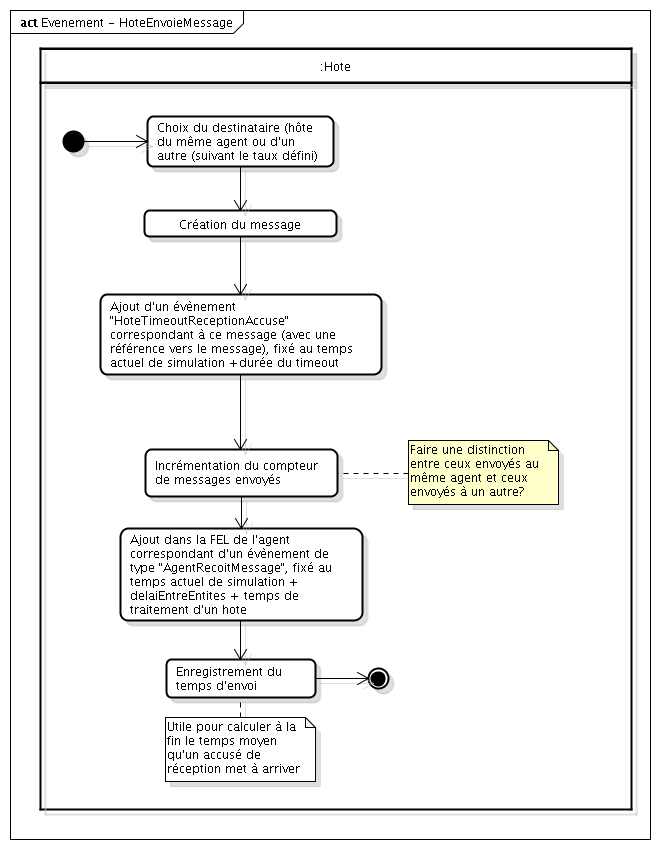 act Evenement - HoteEnvoieMessage
:Hote
Choix du destinataire (hôte
du même agent ou d'un
autre (suivant le taux défini)
Création du message
Ajout d'un évènement
"HoteTimeoutReceptionAccuse"
correspondant à ce message (avec une
référence vers le message), fixé au temps
actuel de simulation +durée du timeout
Incrémentation du compteur
de messages envoyés
Faire une distinction
entre ceux envoyés au
même agent et ceux
envoyés à un autre?
Ajout dans la FEL de l'agent
correspondant d'un évènement de
type "AgentRecoitMessage", fixé au
temps actuel de simulation +
delaiEntreEntites + temps de
traitement d'un hote
Enregistrement du
temps d'envoi
Utile pour calculer à la
fin le temps moyen
qu'un accusé de
réception met à arriver